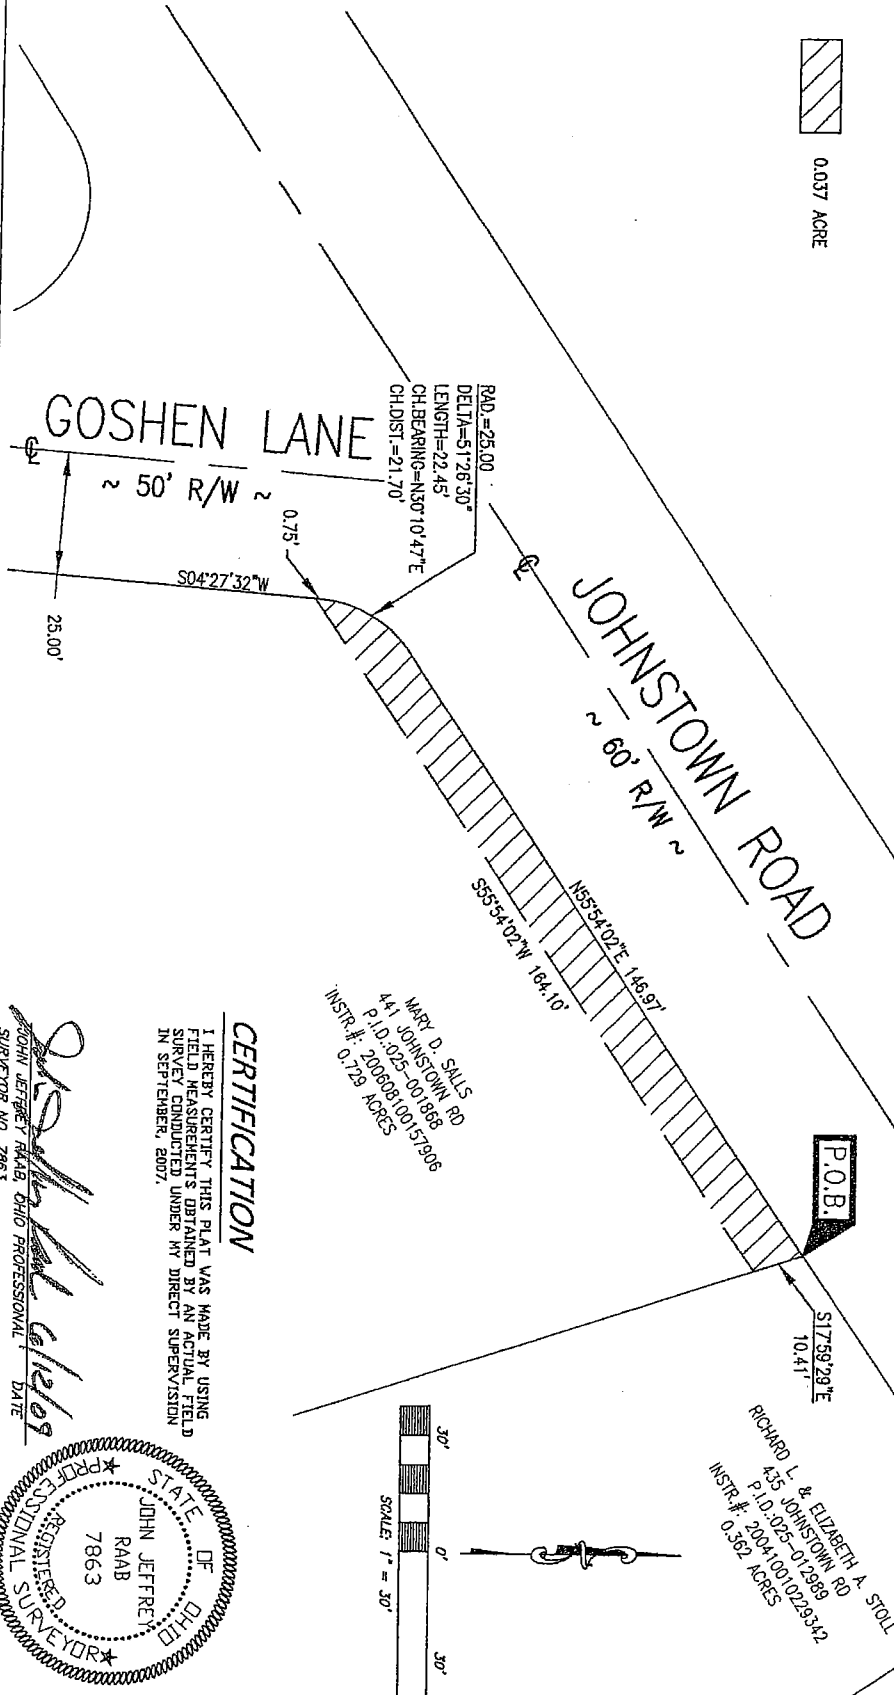 0.037 ACRE
RAD.=25.00
DELTA=51°26'30"
LENGTH=22.45'
CH.BEARING=N30°10'47"E
CH.DIST.=21.70'
GOSHEN LANE
~ 50' R/W ~
0.75'
S04°27'32"W
25.00'
JOHNSTOWN ROAD
~ 60' R/W ~
N55°54'02"E 146.97'
S55°54'02"W 164.10'
P.O.B.
S17°59'29"E
10.41'
MARY D. SALLS
441 JOHNSTOWN RD
P.I.D.:025-001868
INSTR.#: 200608100157906
0.729 ACRES
RICHARD L. & ELIZABETH A. STOLL
435 JOHNSTOWN RD
P.I.D.:025-012989
INSTR.#: 200410010229342
0.362 ACRES
CERTIFICATION
I HEREBY CERTIFY THIS PLAT WAS MADE BY USING
FIELD MEASUREMENTS OBTAINED BY AN ACTUAL FIELD
SURVEY CONDUCTED UNDER MY DIRECT SUPERVISION
IN SEPTEMBER, 2007.
6/12/09
JOHN JEFFREY RAAB, OHIO PROFESSIONAL DATE
SURVEYOR NO. 7863
STATE OF OHIO
JOHN JEFFREY
RAAB
7863
REGISTERED
PROFESSIONAL SURVEYOR
30' 0' 30'
SCALE: 1" = 30'